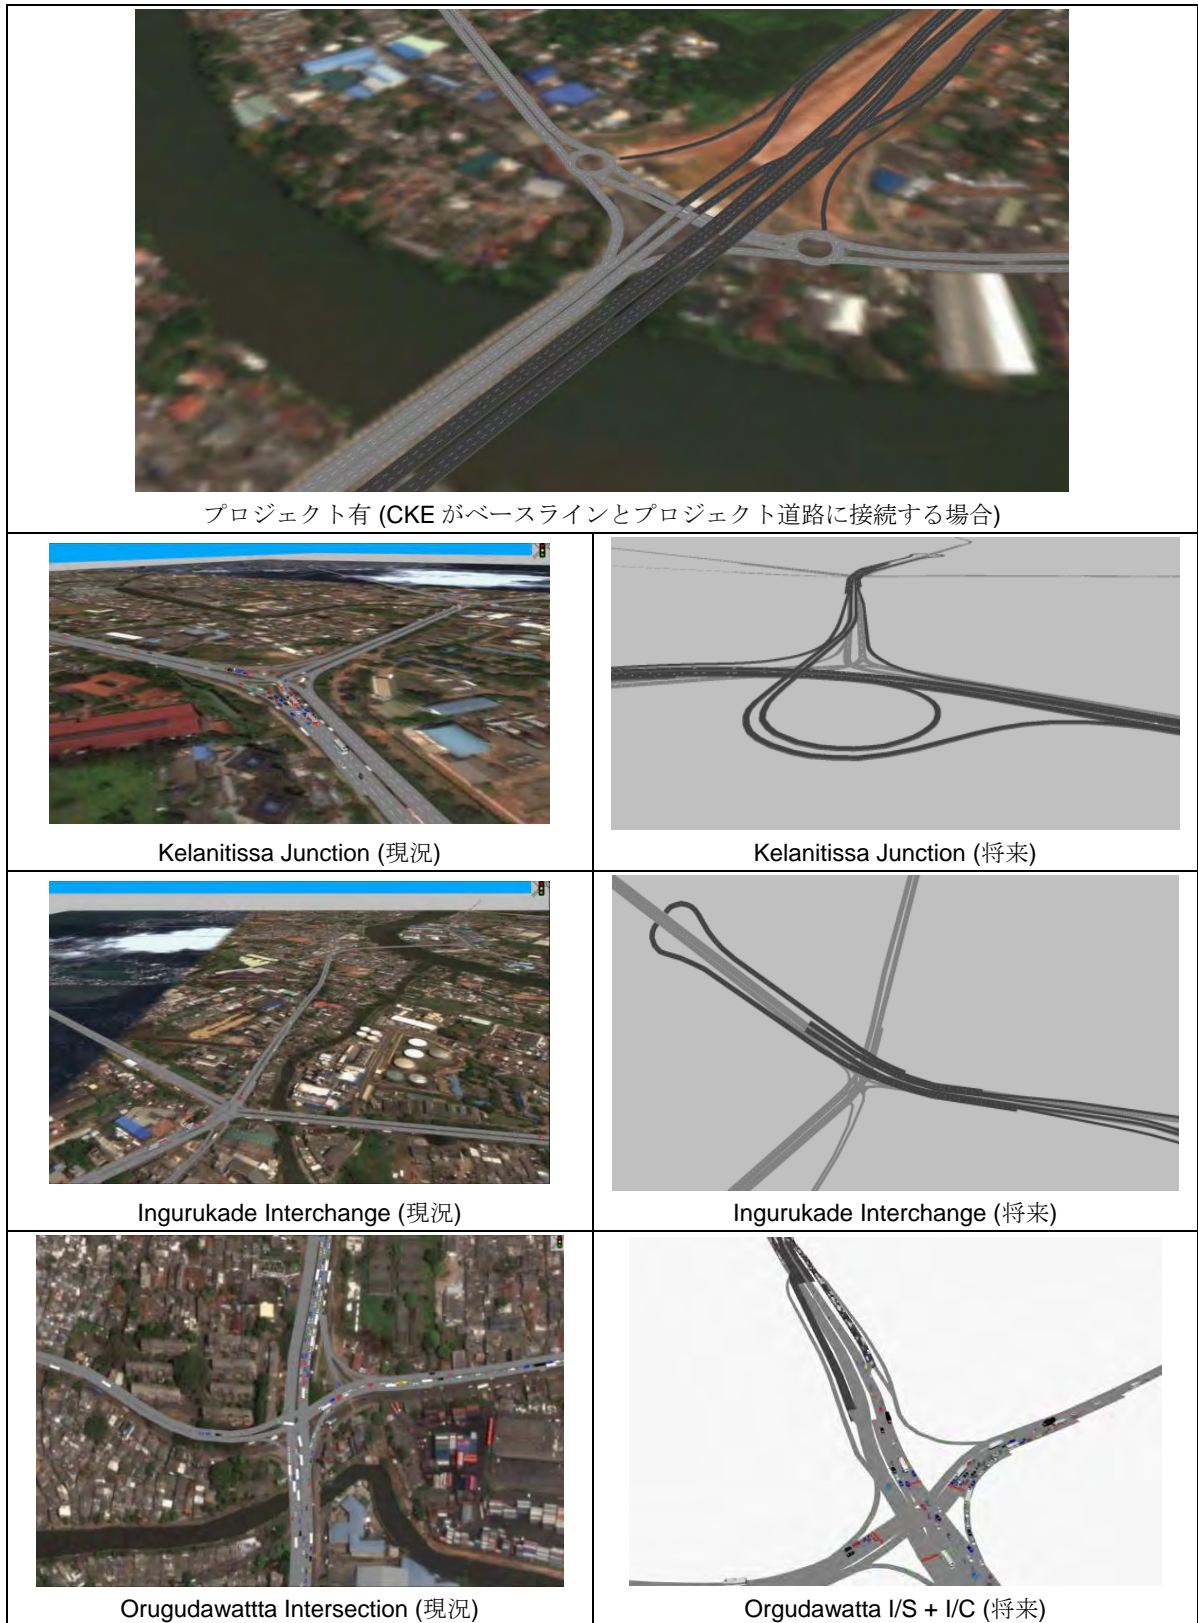 プロジェクト有 (CKE がベースラインとプロジェクト道路に接続する場合)
Kelanitissa Junction (現況)
Kelanitissa Junction (将来)
Ingurukade Interchange (現況)
Ingurukade Interchange (将来)
Orugudawattta Intersection (現況)
Orgudawatta I/S + I/C (将来)